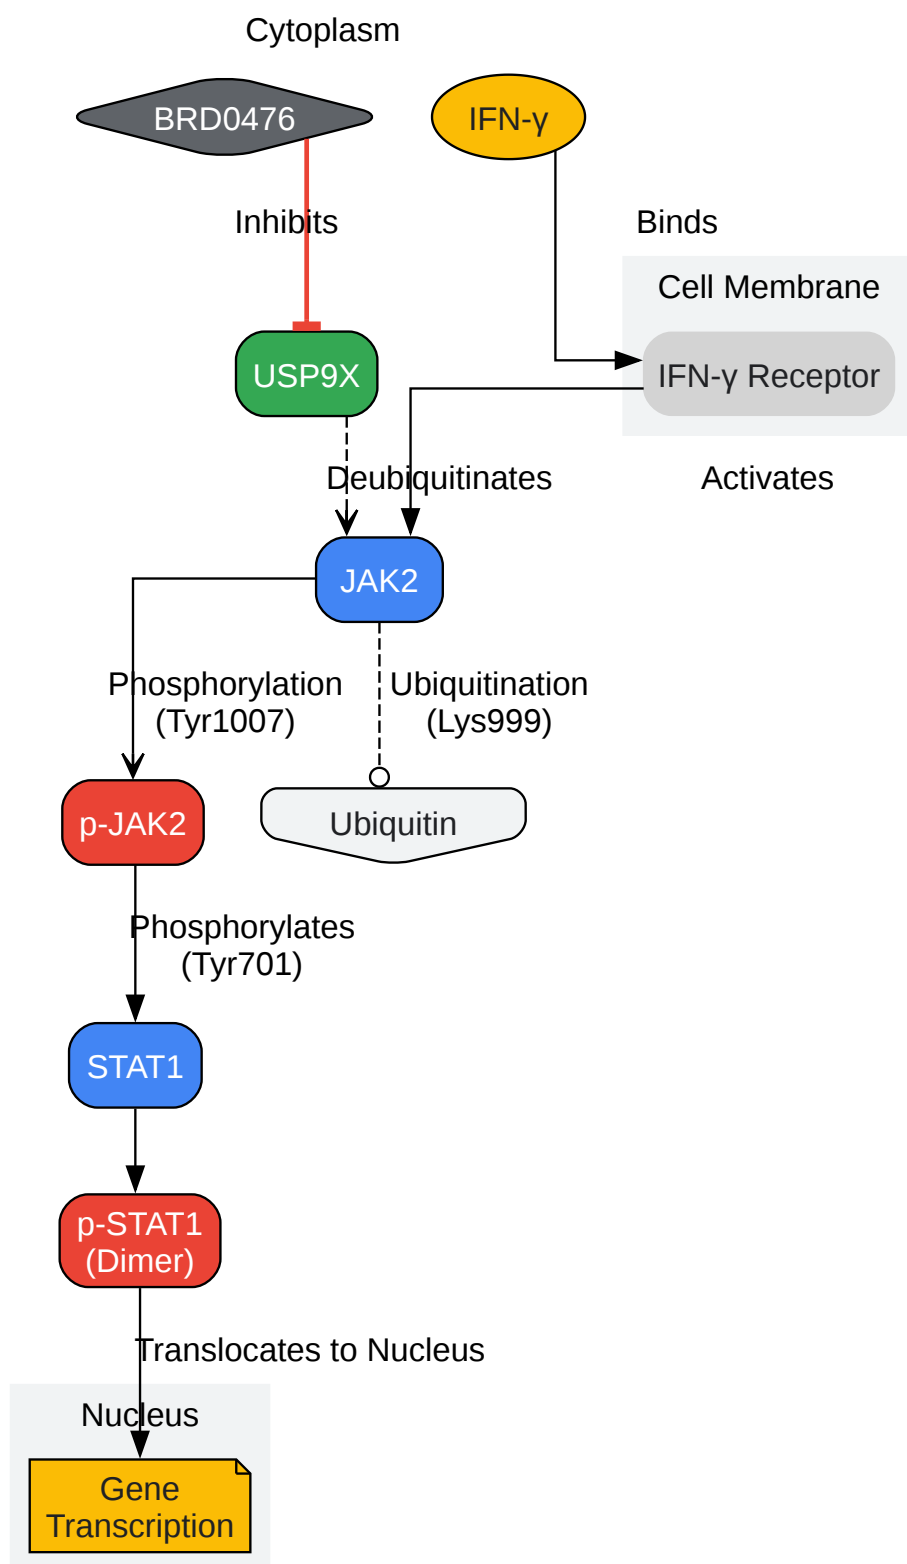 Cytoplasm
BRD0476
IFN-γ
Inhibits
Binds
Cell Membrane
USP9X
IFN-γ Receptor
Deubiquitinates
Activates
JAK2
Phosphorylation
(Tyr1007)
Ubiquitination
(Lys999)
p-JAK2
Ubiquitin
Phosphorylates
(Tyr701)
STAT1
p-STAT1
(Dimer)
Translocates to Nucleus
Nucleus
Gene
Transcription